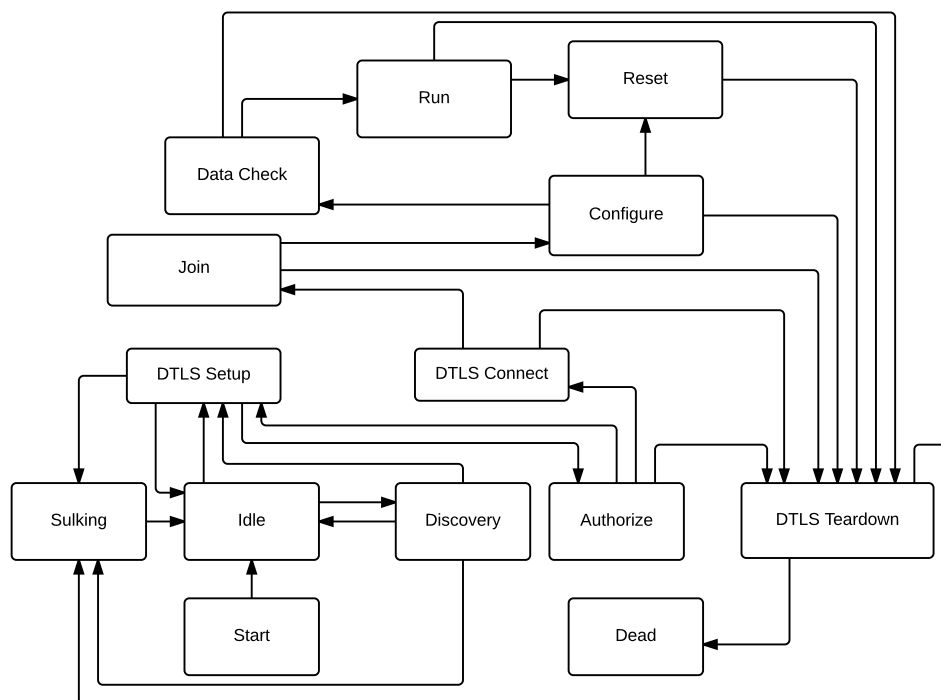 Reset
Run
Data Check
Configure
Join
DTLS Setup
DTLS Connect
Sulking
Idle
Discovery
Authorize
DTLS Teardown
Start
Dead